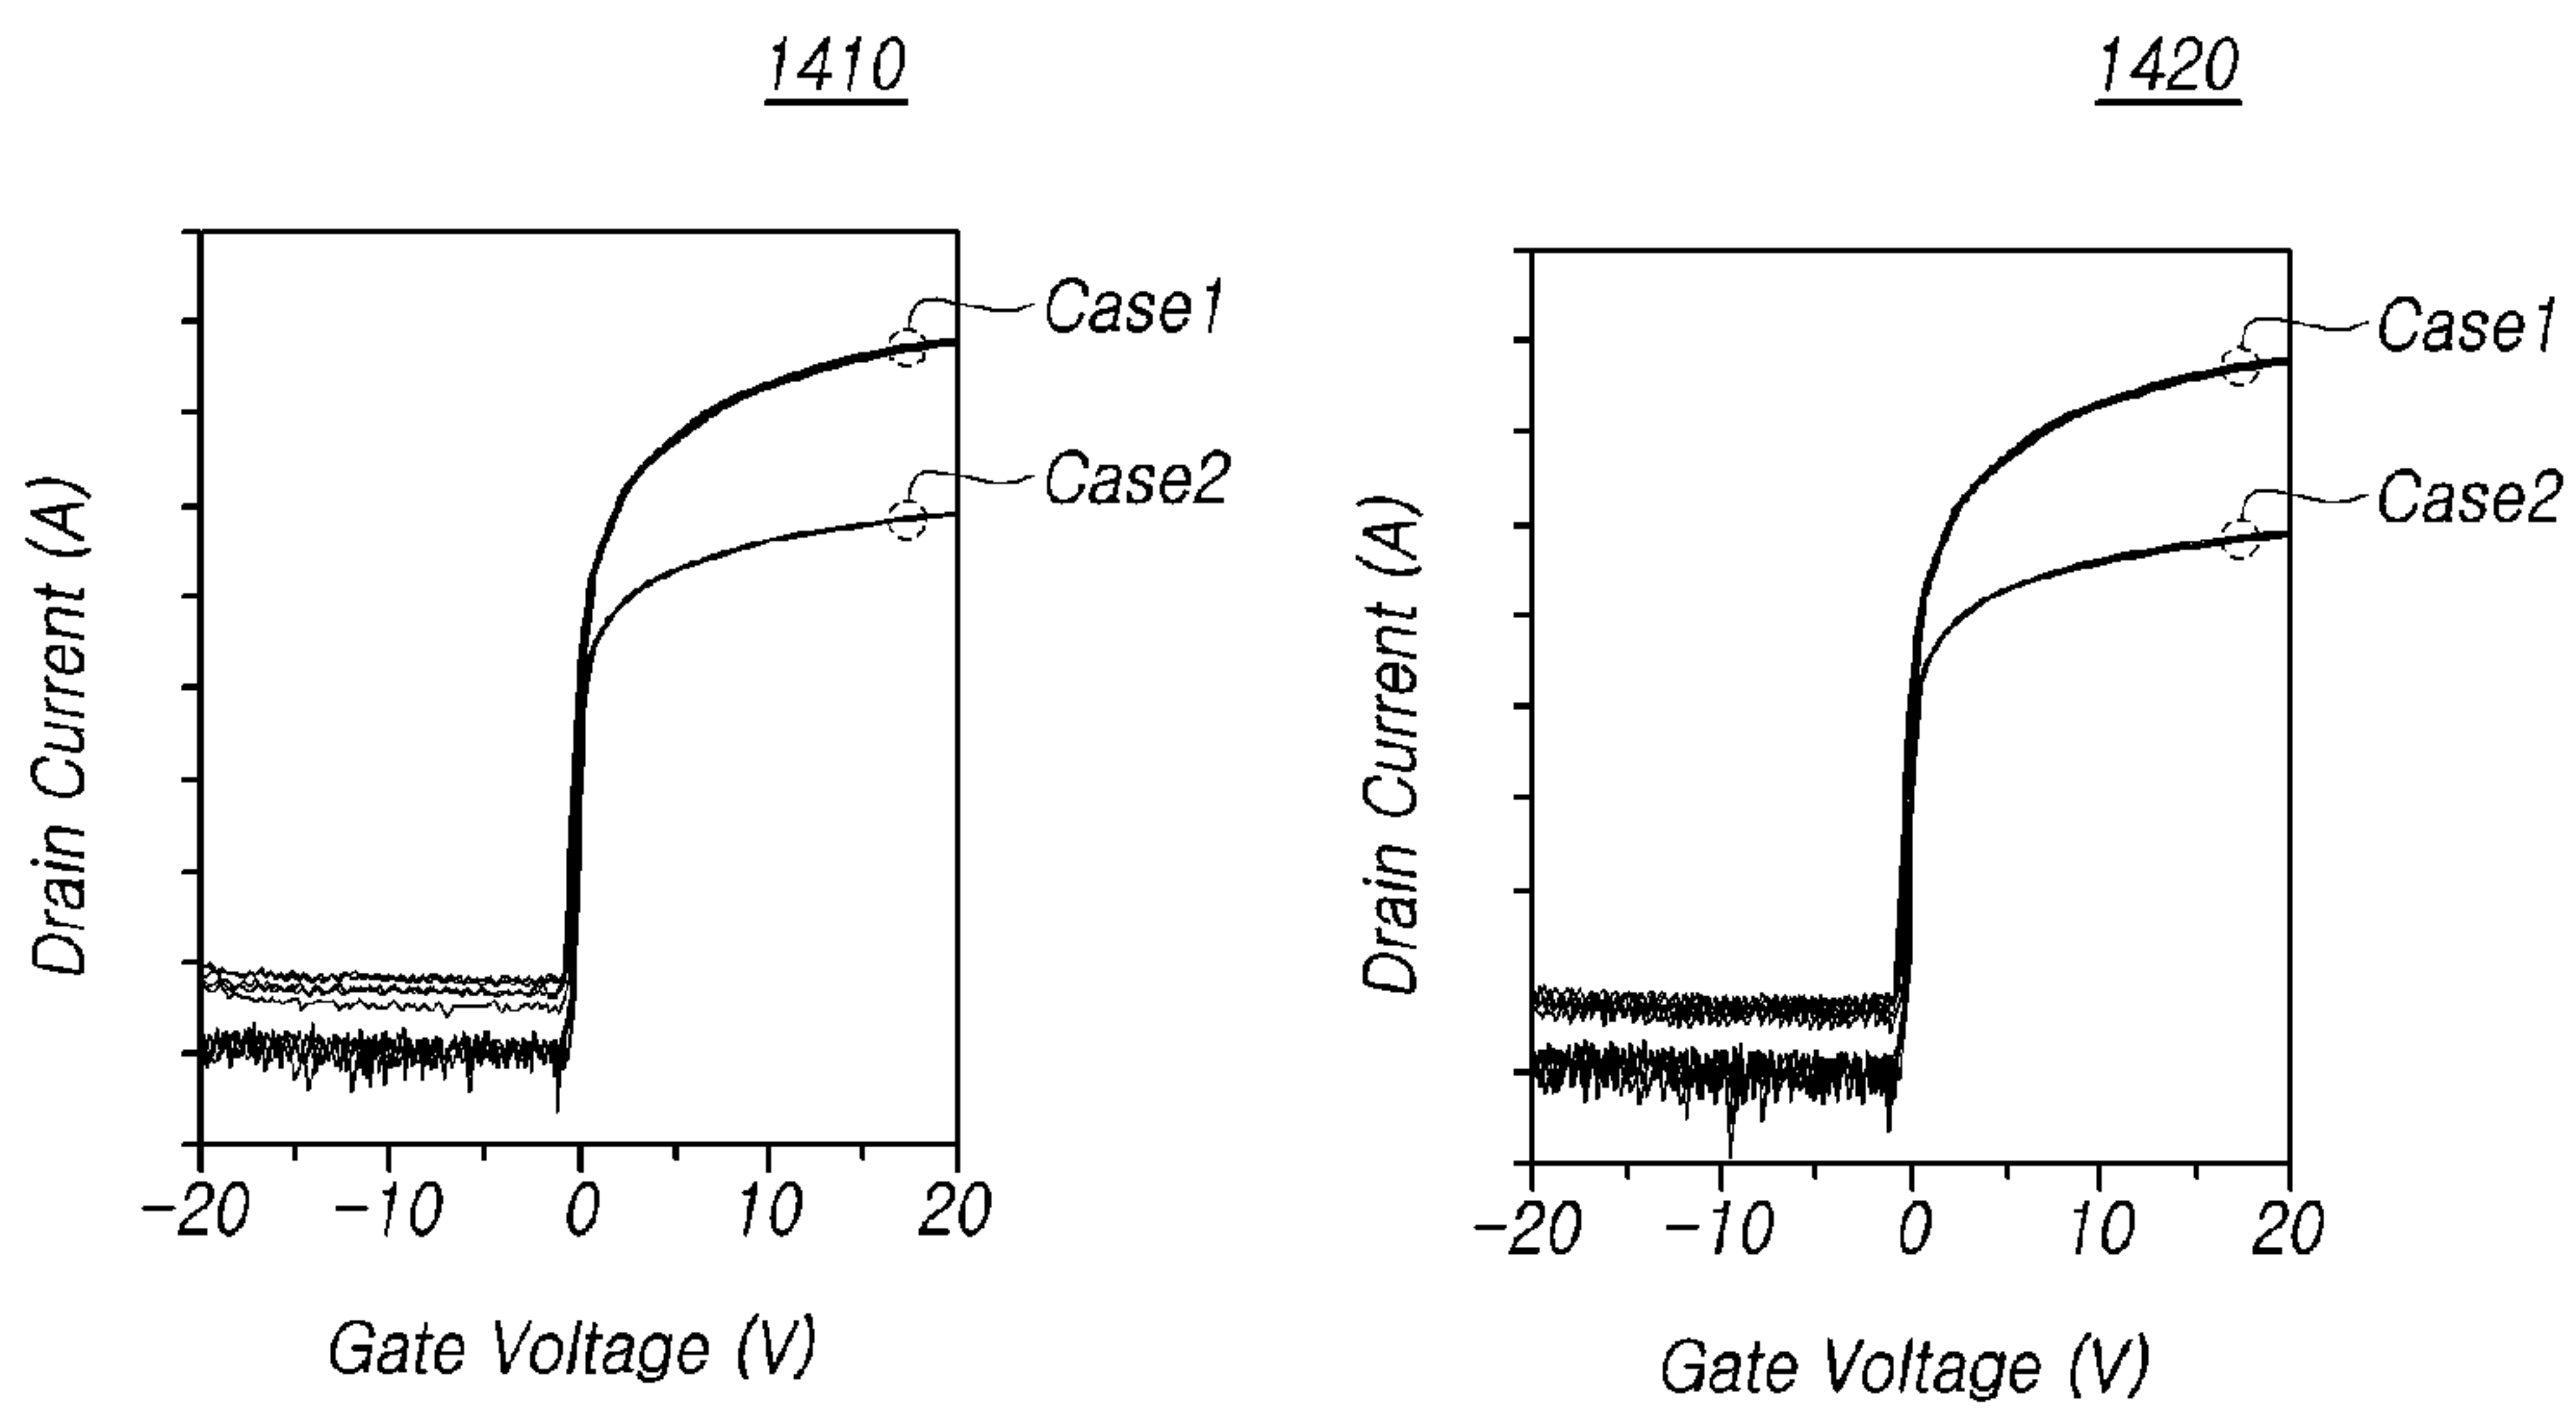 1410
Case1
Case2
Drain Current (A)
-20 -10 0 10 20
Gate Voltage (V)
1420
Case1
Case2
Drain Current (A)
-20 -10 0 10 20
Gate Voltage (V)